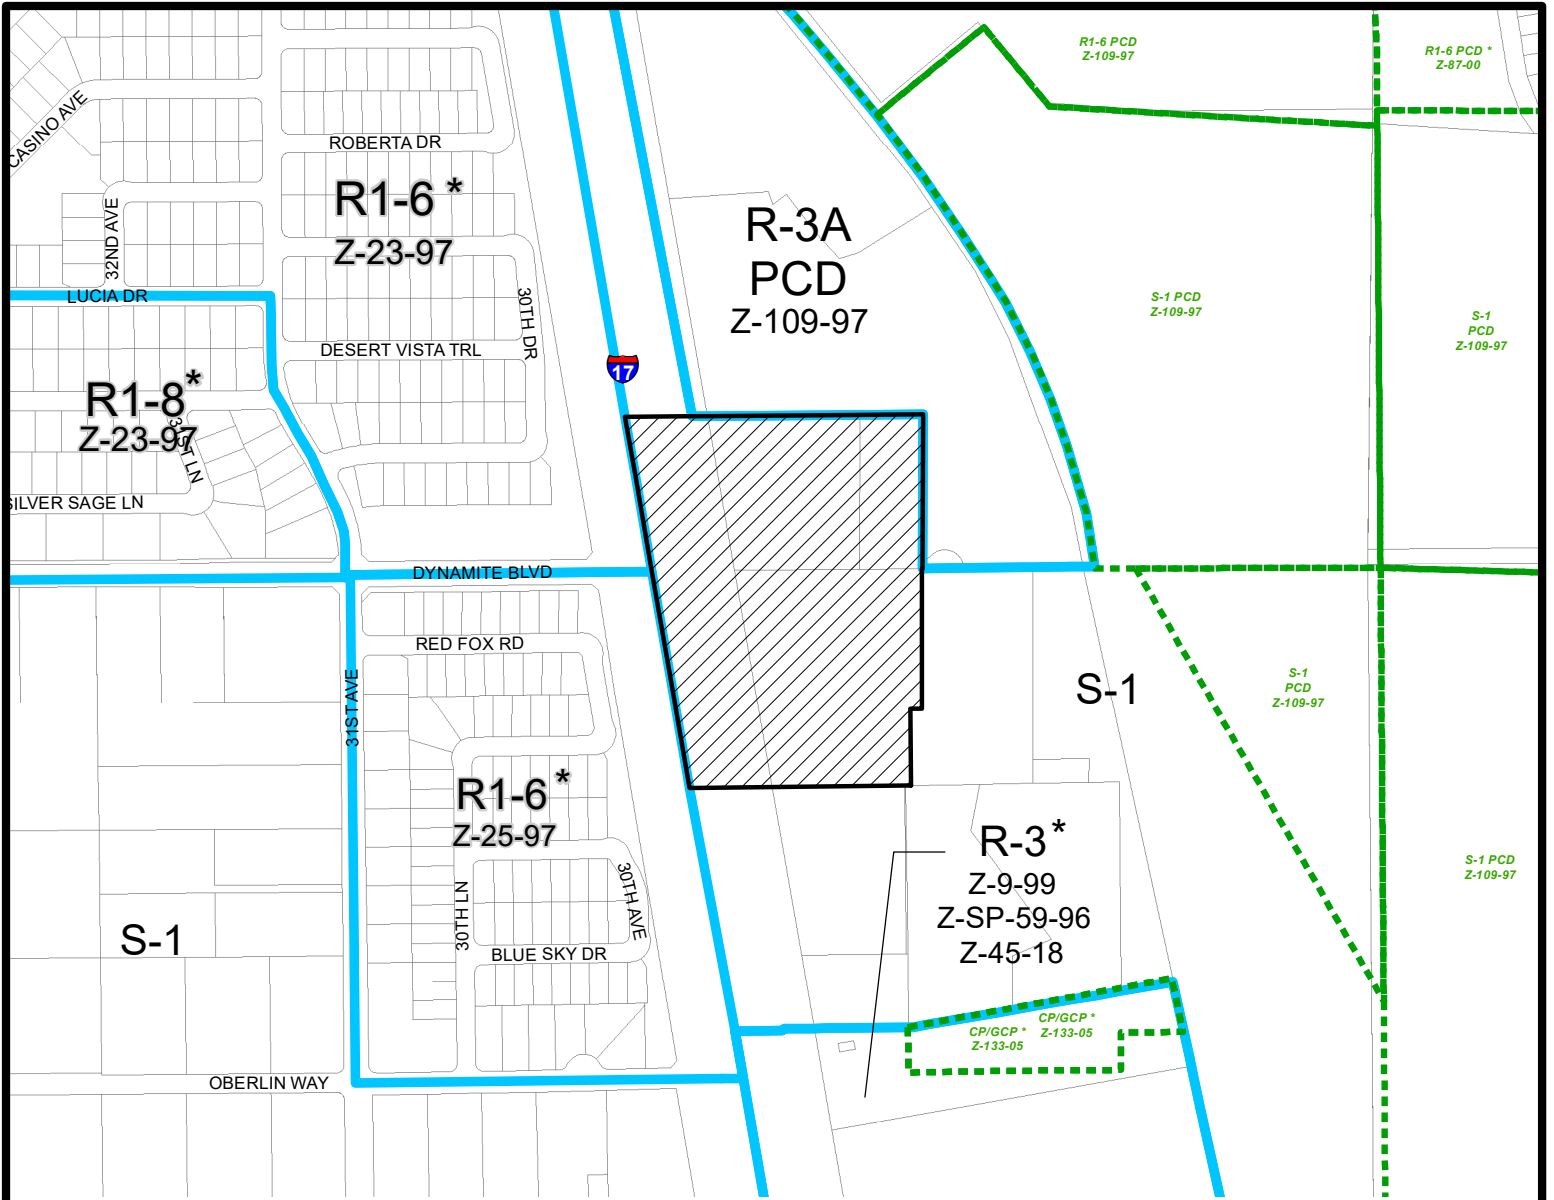 R1-6 PCD
Z-109-97
R1-6 PCD *
Z-87-00
CASINO AVE
ROBERTA DR
R1-6 *
Z-23-97
32ND AVE
R-3A
PCD
Z-109-97
LUCIA DR
30TH DR
S-1 PCD
Z-109-97
S-1
PCD
Z-109-97
DESERT VISTA TRL
17
R1-8 *
Z-23-97
31ST LN
SILVER SAGE LN
DYNAMITE BLVD
RED FOX RD
31ST AVE
S-1
S-1
PCD
Z-109-97
R1-6 *
Z-25-97
R-3 *
Z-9-99
Z-SP-59-96
Z-45-18
S-1 PCD
Z-109-97
30TH LN
30TH AVE
S-1
BLUE SKY DR
CP/GCP *
Z-133-05
CP/GCP *
Z-133-05
OBERLIN WAY